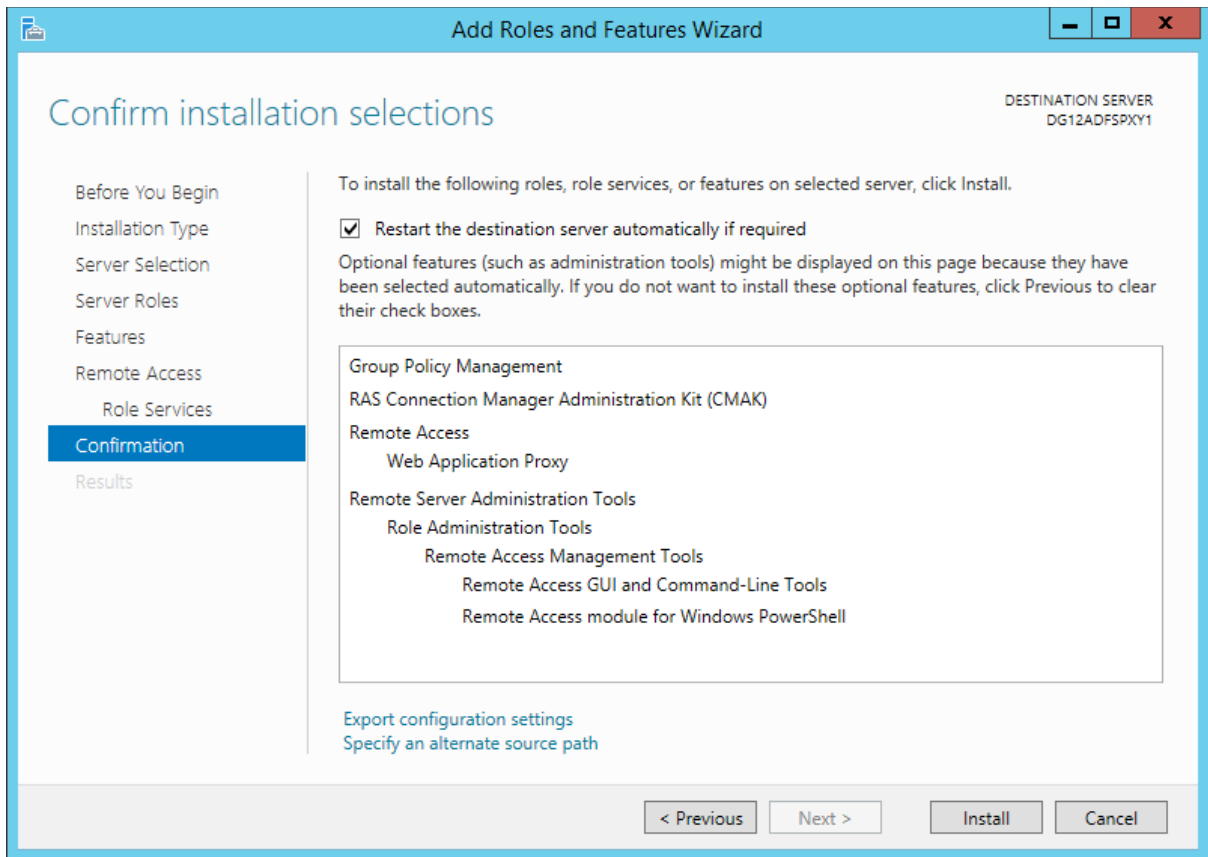 Add Roles and Features Wizard
Confirm installation selections
DESTINATION SERVER
DG12ADFSPXY1
Before You Begin
Installation Type
Server Selection
Server Roles
Features
Remote Access
Role Services
Confirmation
Results
To install the following roles, role services, or features on selected server, click Install.
Restart the destination server automatically if required
Optional features (such as administration tools) might be displayed on this page because they have
been selected automatically. If you do not want to install these optional features, click Previous to clear
their check boxes.
Group Policy Management
RAS Connection Manager Administration Kit (CMAK)
Remote Access
Web Application Proxy
Remote Server Administration Tools
Role Administration Tools
Remote Access Management Tools
Remote Access GUI and Command-Line Tools
Remote Access module for Windows PowerShell
Export configuration settings
Specify an alternate source path
< Previous
Next >
Install
Cancel